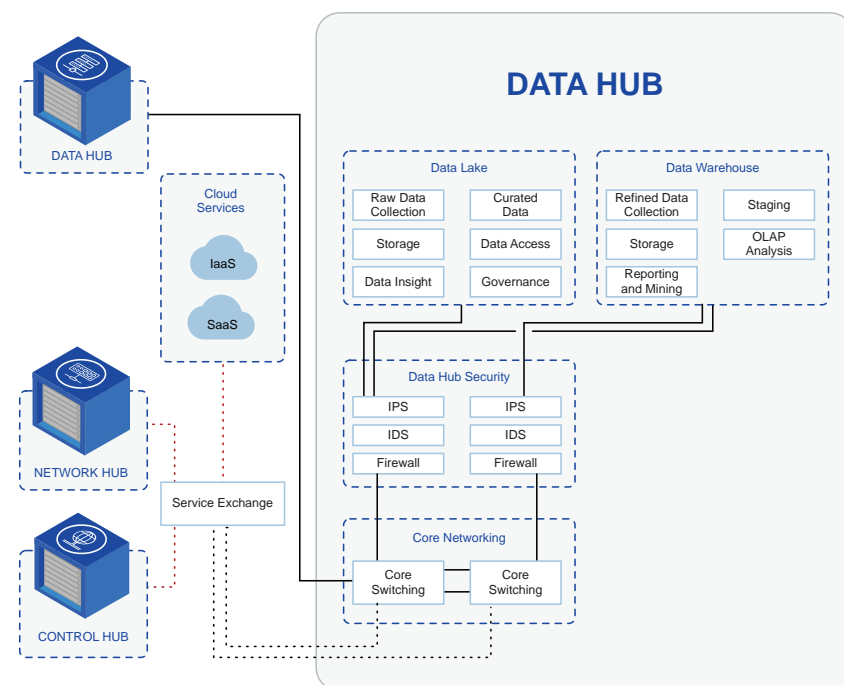 DATA HUB
DATA HUB
Cloud
Services
IaaS
SaaS
NETWORK HUB
Service Exchange
CONTROL HUB
Data Lake
Raw Data
Collection
Curated
Data
Storage
Data Access
Data Insight
Governance
Data Warehouse
Refined Data
Collection
Staging
Storage
OLAP
Analysis
Reporting
and Mining
Data Hub Security
IPS
IPS
IDS
IDS
Firewall
Firewall
Core Networking
Core
Switching
Core
Switching